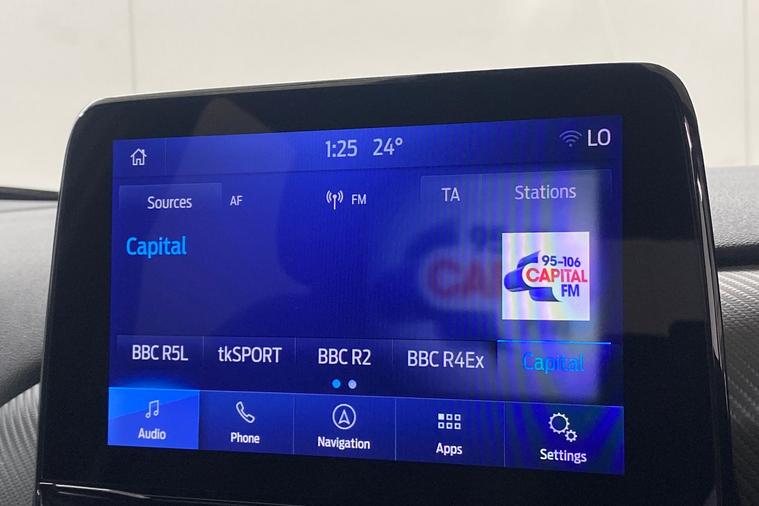 1:25 24° LO
Sources AF FM TA Stations
Capital
95-106
CAPITAL
FM
BBC R5L tkSPORT BBC R2 BBC R4Ex Capital
Audio Phone Navigation Apps Settings